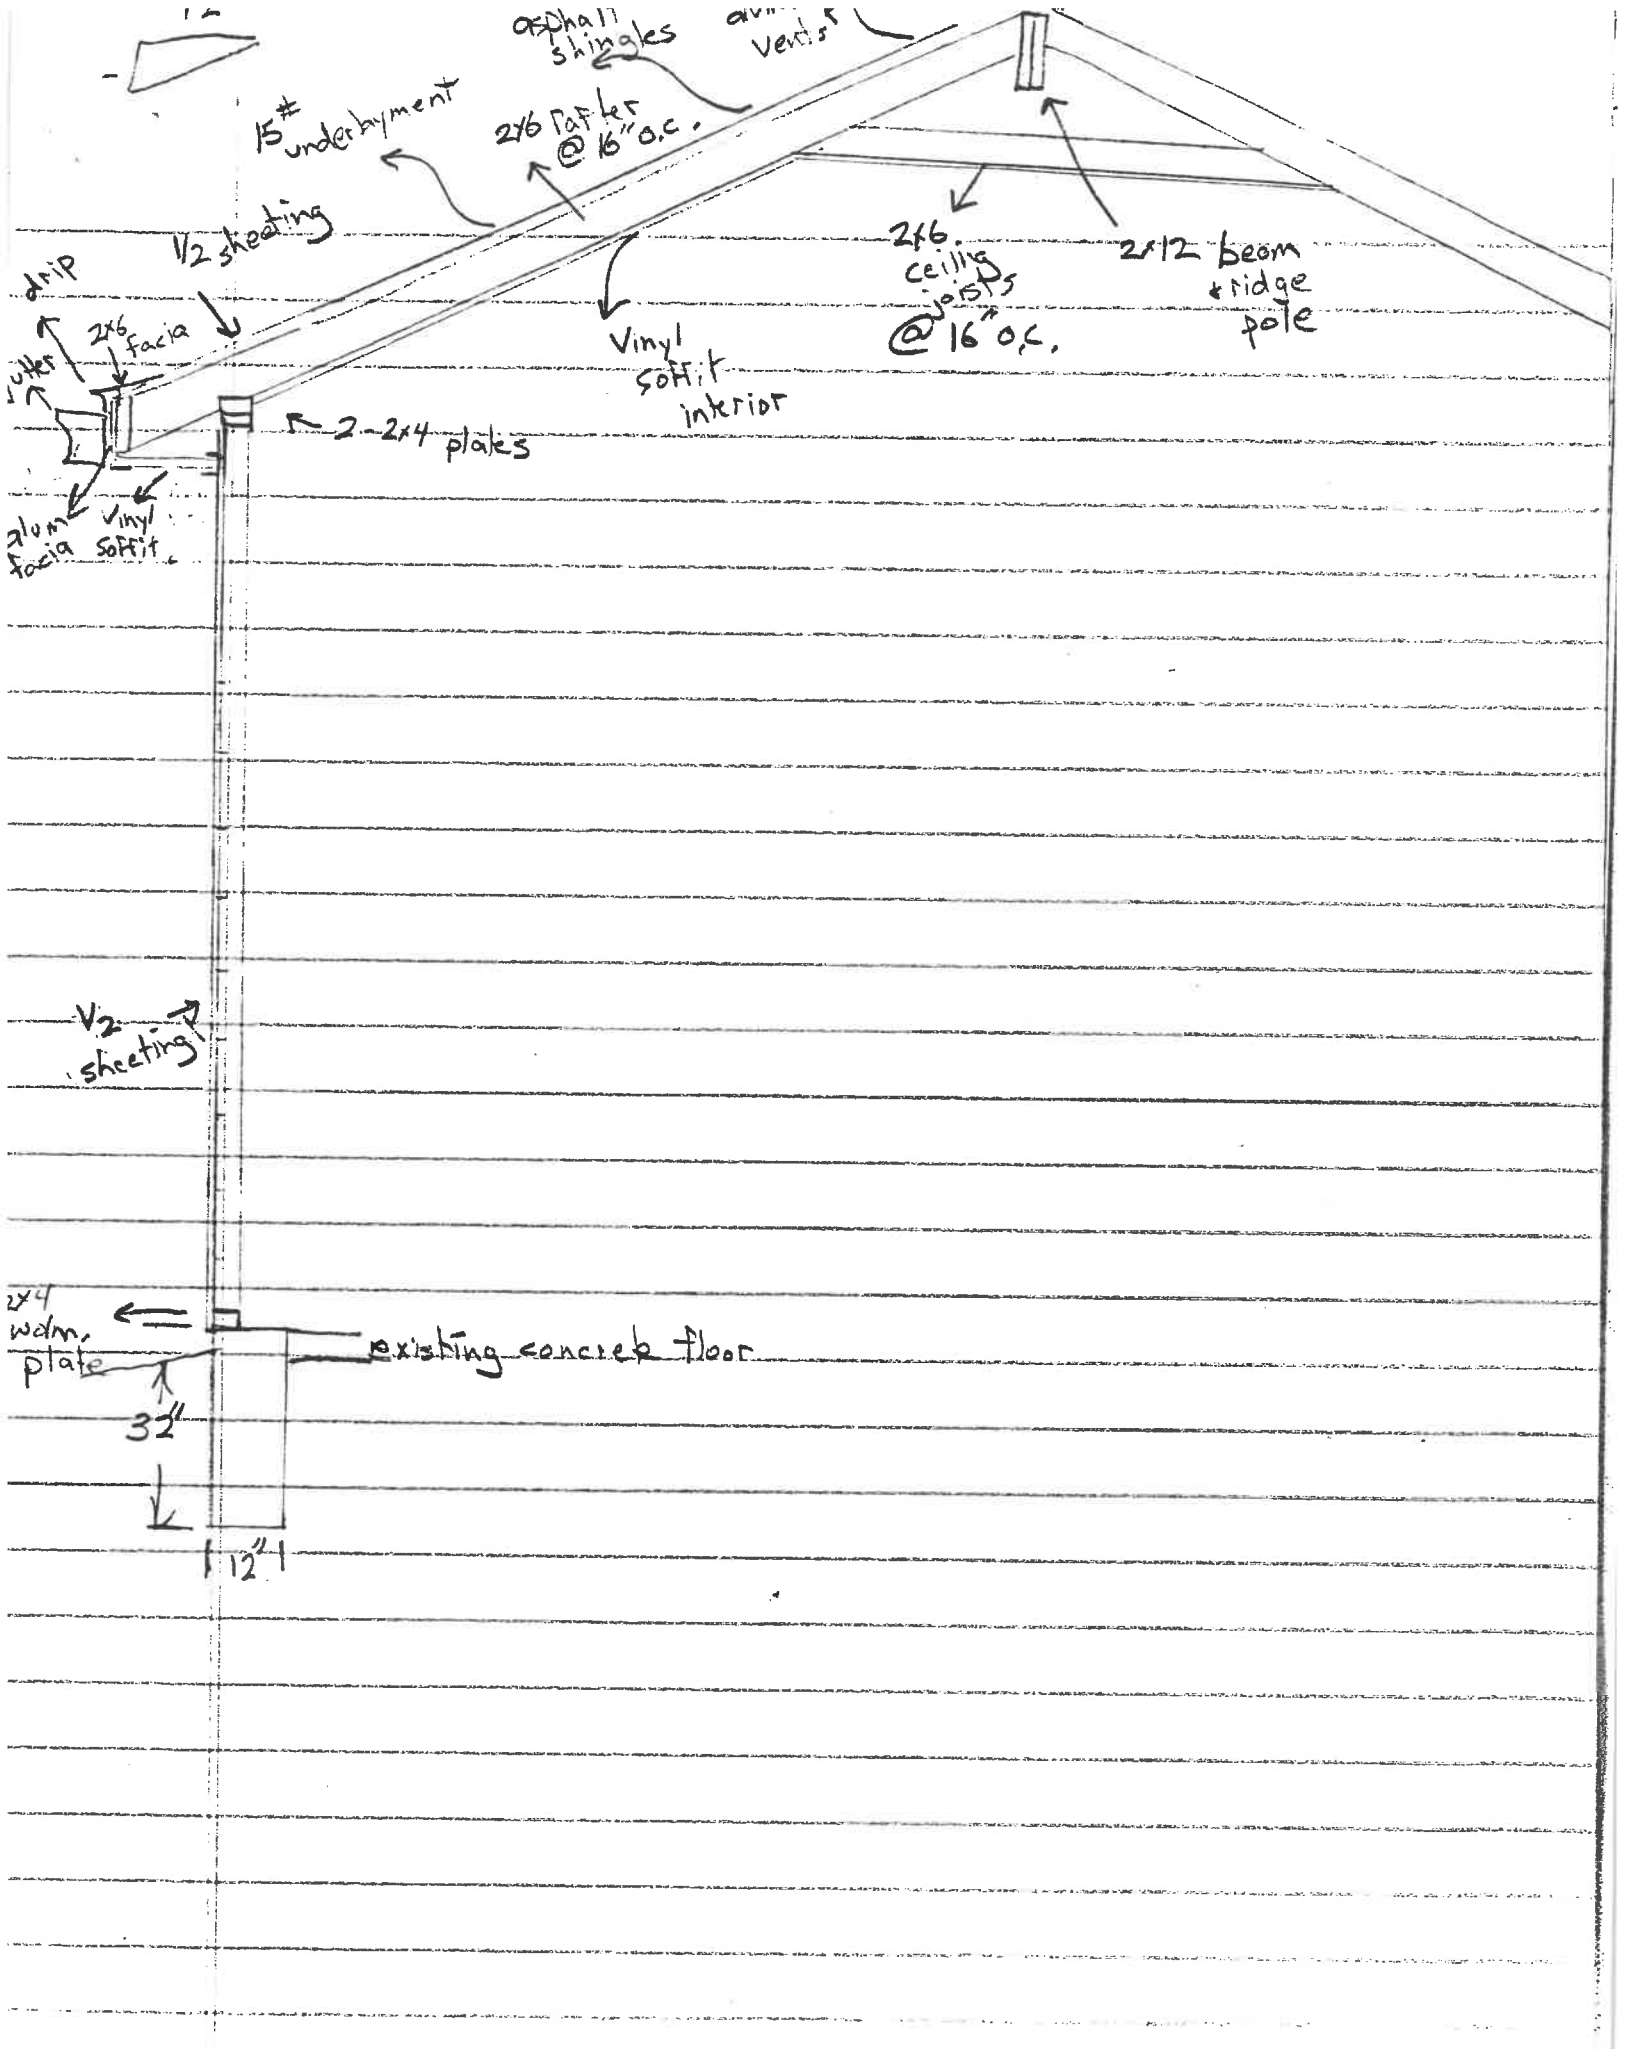 12
asphalt
shingles
vents
15#
underlayment
2x6 rafter
@ 16" o.c.
1/2 sheeting
drip
2x6
facia
2x6
ceiling
joists
@ 16" o.c.
2x12 beam
& ridge
pole
Vinyl
soffit
interior
2-2x4 plates
alum
facia
Vinyl
soffit
1/2
sheeting
2x4
wdm.
plate
existing concrete floor
32"
12"